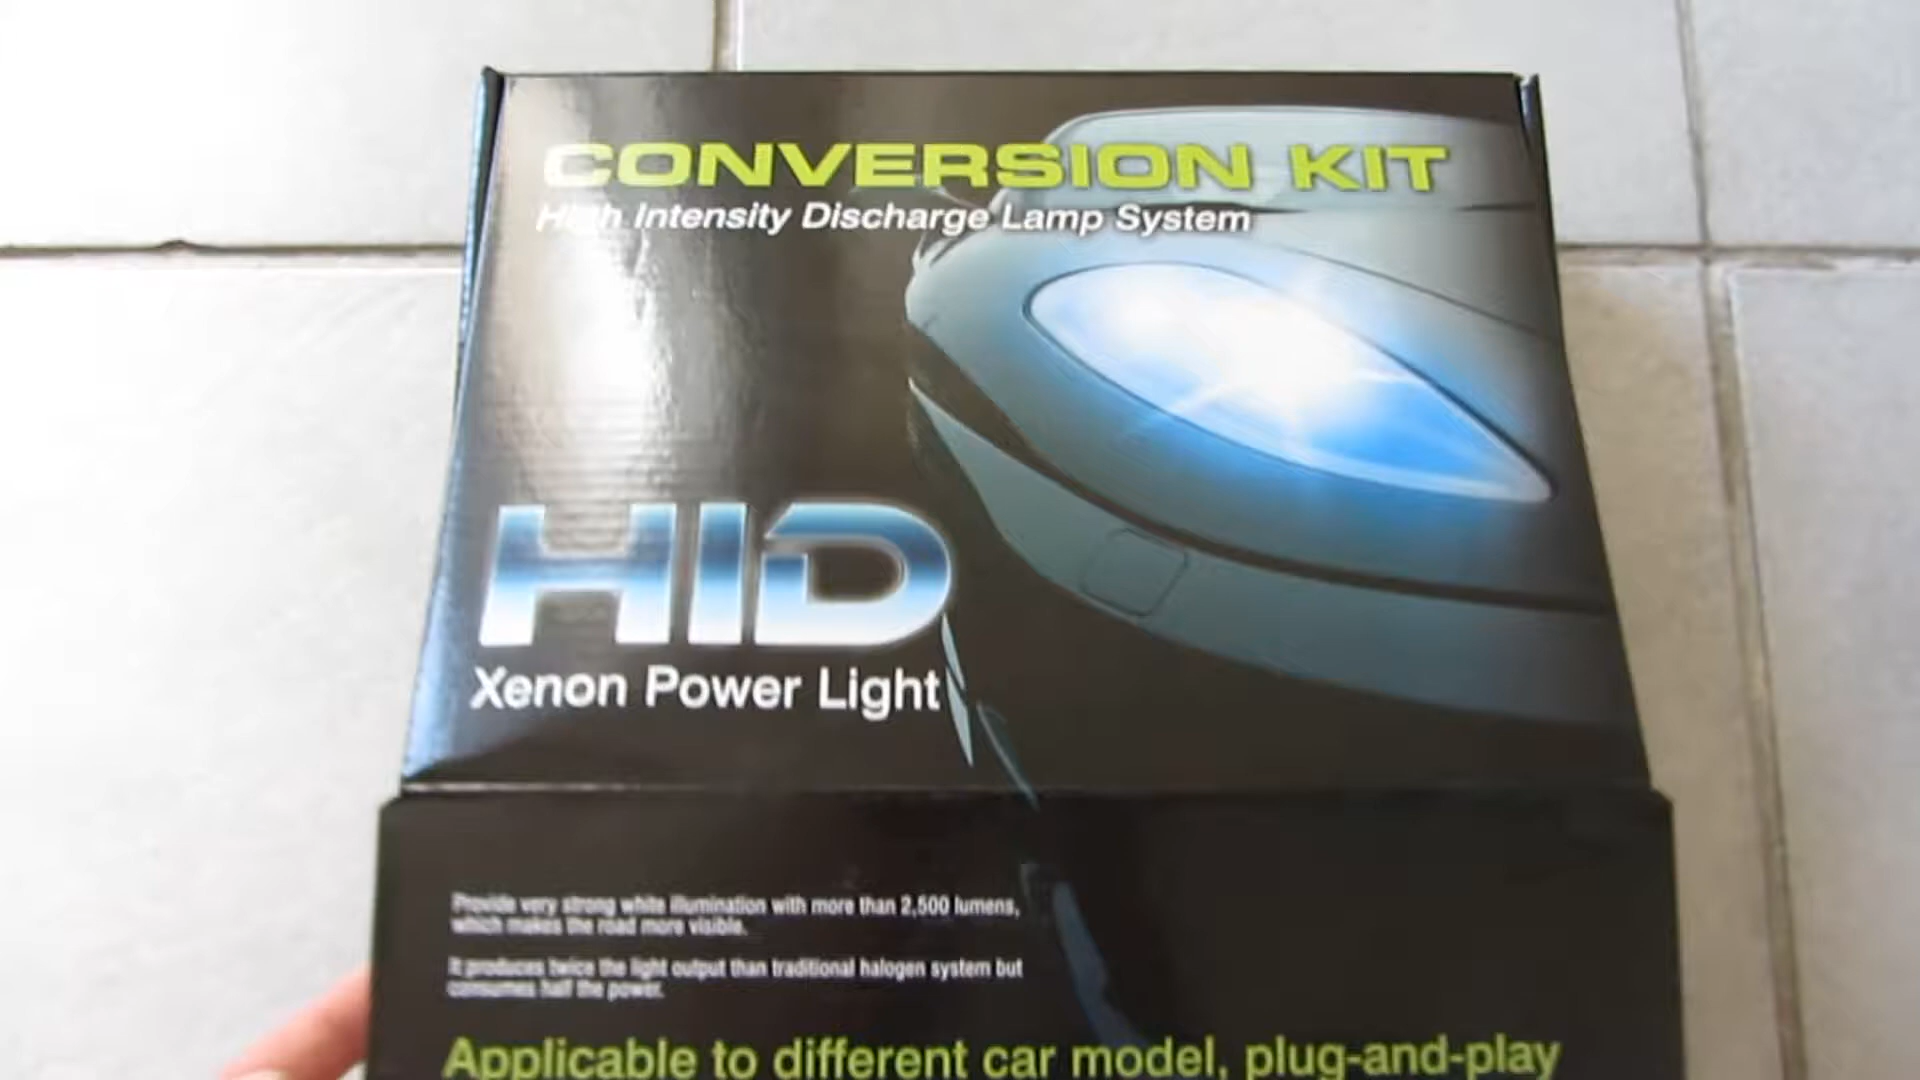 CONVERSION KIT
High Intensity Discharge Lamp System
HID
Xenon Power Light
Provide very strong white illumination with more than 2,500 lumens,
which makes the road more visible.
It produces twice the light output than traditional halogen system but
consumes half the power.
Applicable to different car model, plug-and-play